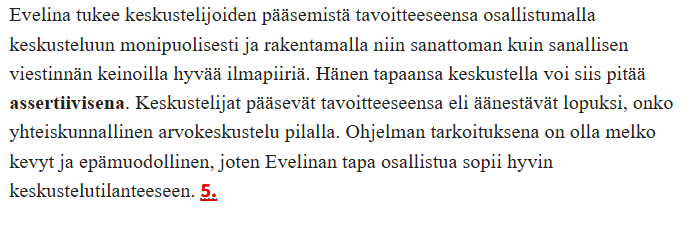 Evelina tukee keskustelijoiden pääsemistä tavoitteeseensa osallistumalla
keskusteluun monipuolisesti ja rakentamalla niin sanattoman kuin sanallisen
viestinnän keinoilla hyvää ilmapiiriä. Hänen tapaansa keskustella voi siis pitää
assertiivisena. Keskustelijat pääsevät tavoitteeseensa eli äänestävät lopuksi, onko
yhteiskunnallinen arvokeskustelu pilalla. Ohjelman tarkoituksena on olla melko
kevyt ja epämuodollinen, joten Evelinan tapa osallistua sopii hyvin
keskustelutilanteeseen. 5.